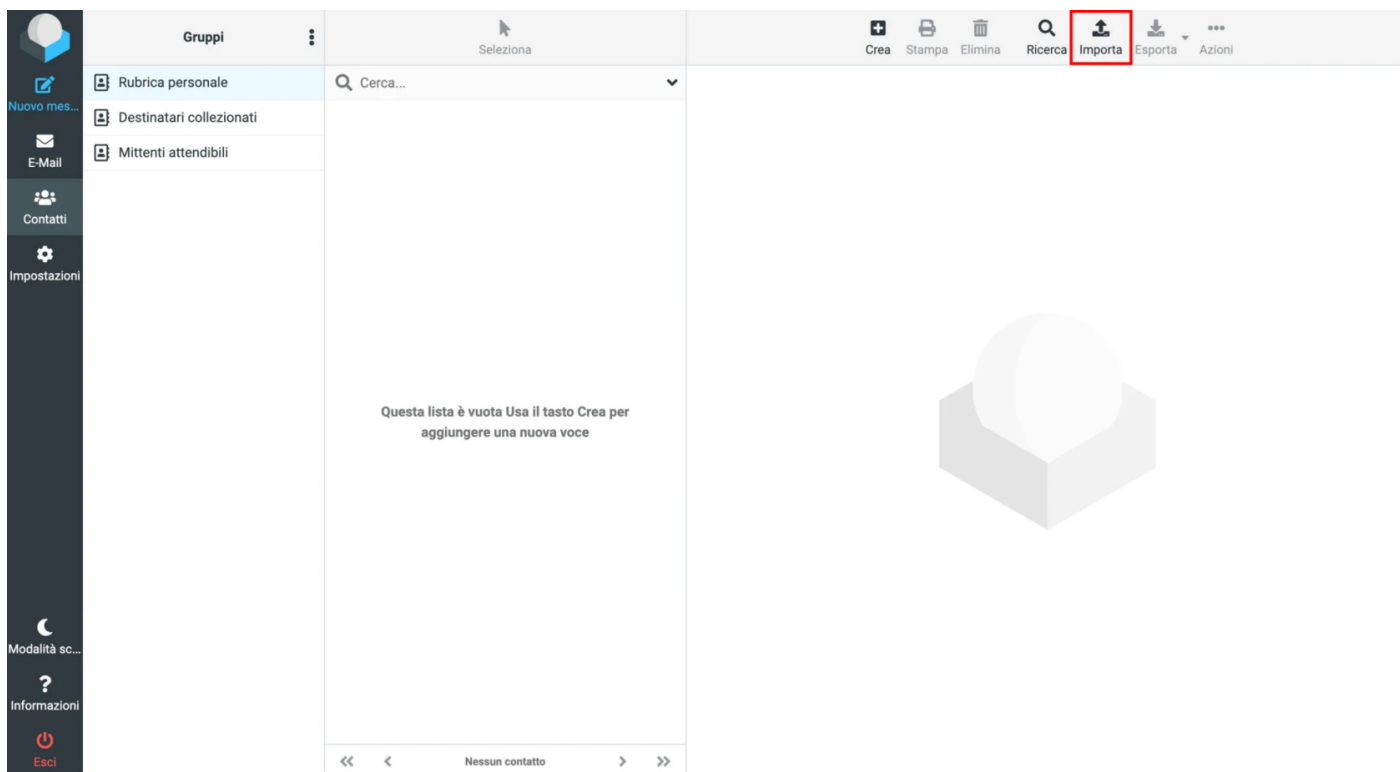 Gruppi
Seleziona
Crea
Stampa
Elimina
Ricerca
Importa
Esporta
Azioni
Nuovo mes...
E-Mail
Contatti
Impostazioni
Rubrica personale
Destinatari collezionati
Mittenti attendibili
Cerca...
Questa lista è vuota Usa il tasto Crea per
aggiungere una nuova voce
Modalità sc...
Informazioni
Esci
Nessun contatto